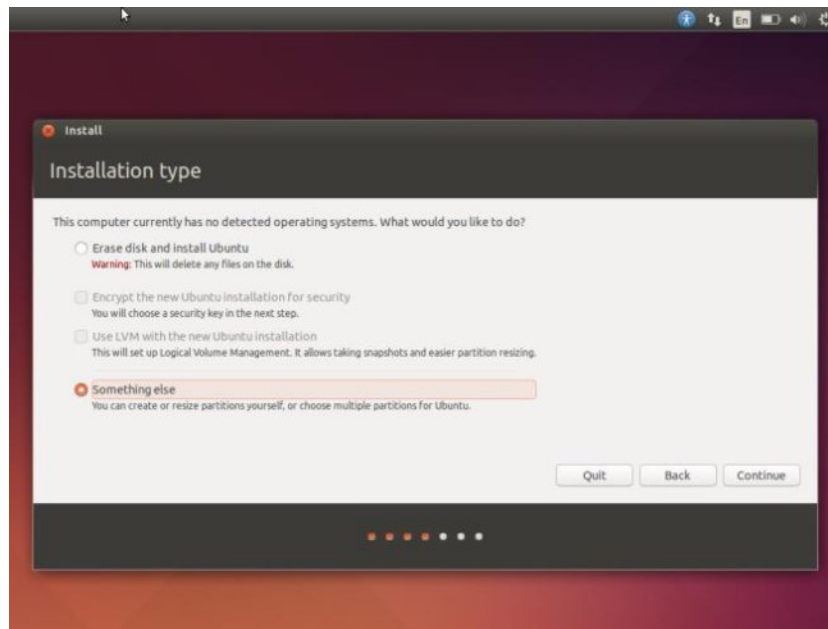 En
Install
Installation type
This computer currently has no detected operating systems. What would you like to do?
Erase disk and install Ubuntu
Warning: This will delete any files on the disk.
Encrypt the new Ubuntu installation for security
You will choose a security key in the next step.
Use LVM with the new Ubuntu installation
This will set up Logical Volume Management. It allows taking snapshots and easier partition resizing.
Something else
You can create or resize partitions yourself, or choose multiple partitions for Ubuntu.
Quit Back Continue